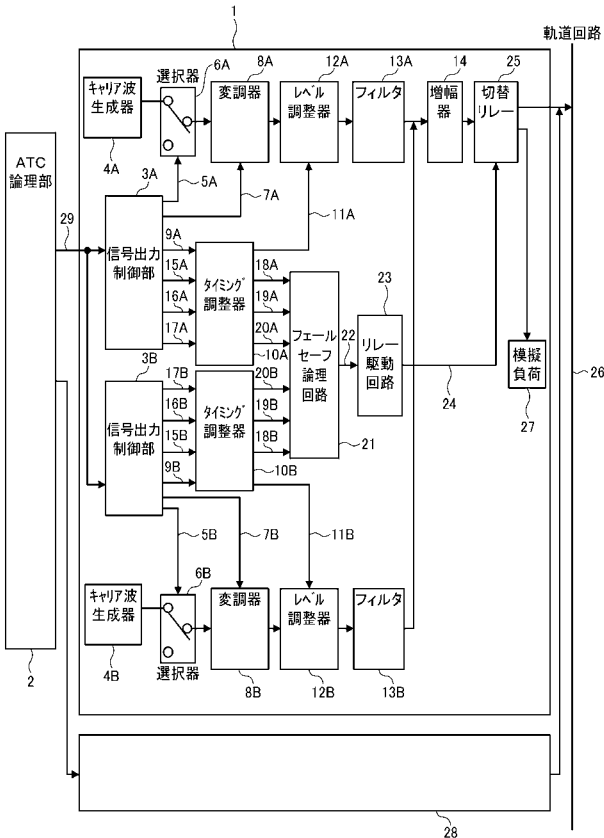 軌道回路
1
選択器
6A
8A
12A
13A
14
25
キャリア波
生成器
変調器
レベル
調整器
フィルタ
増幅
器
切替
リレー
4A
ATC
論理部
3A
5A
7A
11A
29
信号出力
制御部
9A
15A
16A
17A
タイミング
調整器
18A
19A
20A
10A
フェール
セーフ
論理
回路
22
23
リレー
駆動
回路
24
模擬
負荷
27
26
3B
信号出力
制御部
17B
16B
15B
9B
タイミング
調整器
20B
19B
18B
10B
21
5B
7B
11B
6B
キャリア波
生成器
変調器
レベル
調整器
フィルタ
4B
選択器
8B
12B
13B
2
28